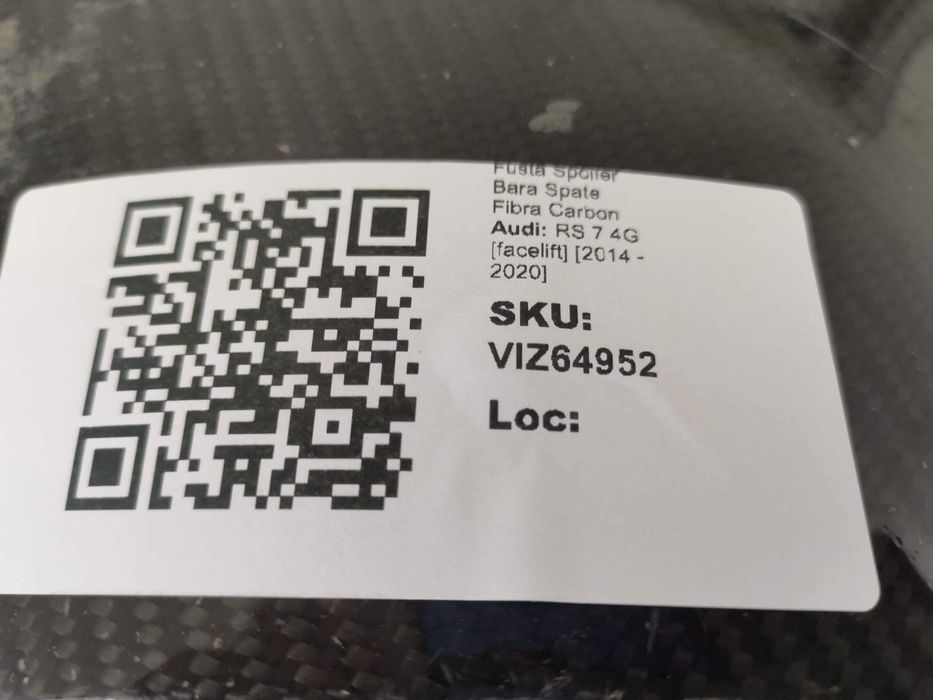 Fusta Spoiler
Bara Spate
Fibra Carbon
Audi: RS 7 4G
[facelift] [2014 -
2020]
SKU:
VIZ64952
Loc: